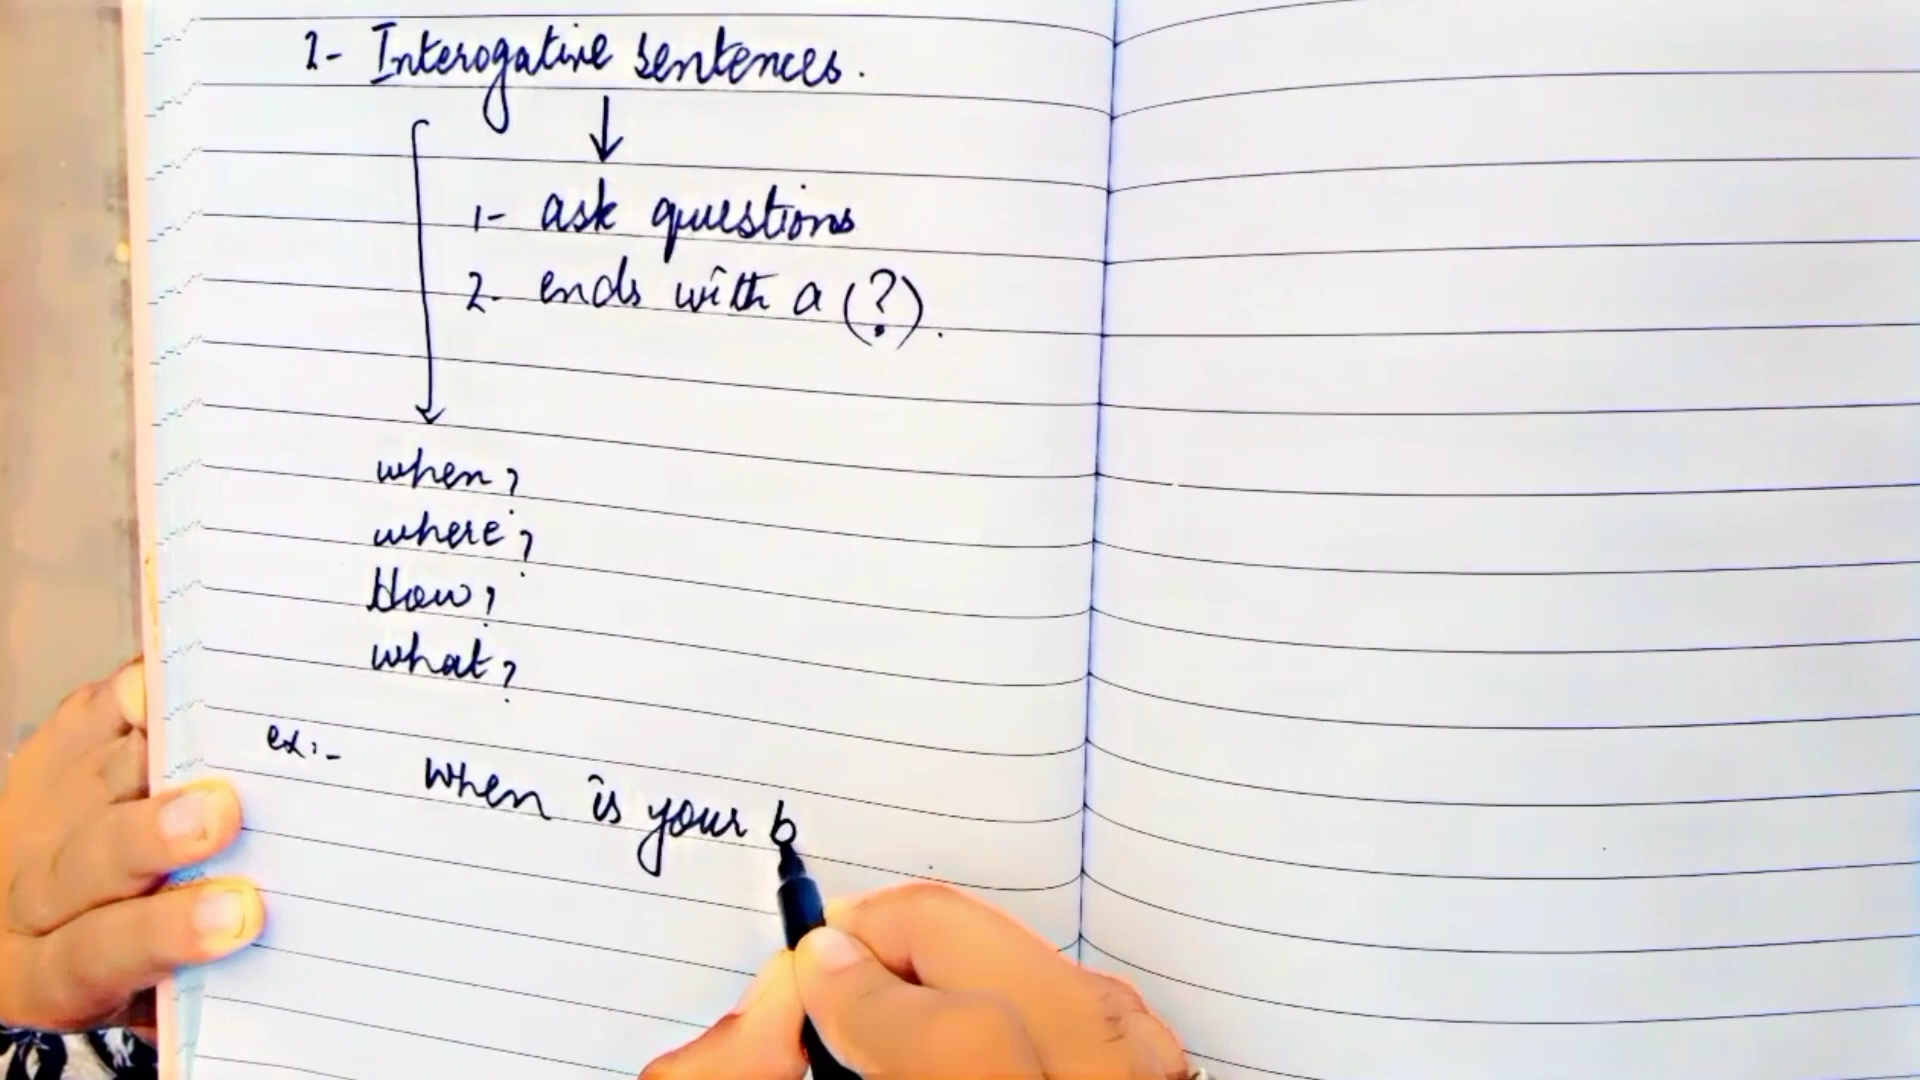 2- Interogative sentences.
1- ask questions
2- ends with a (?).
when?
where?
How?
what?
ex:- When is your b